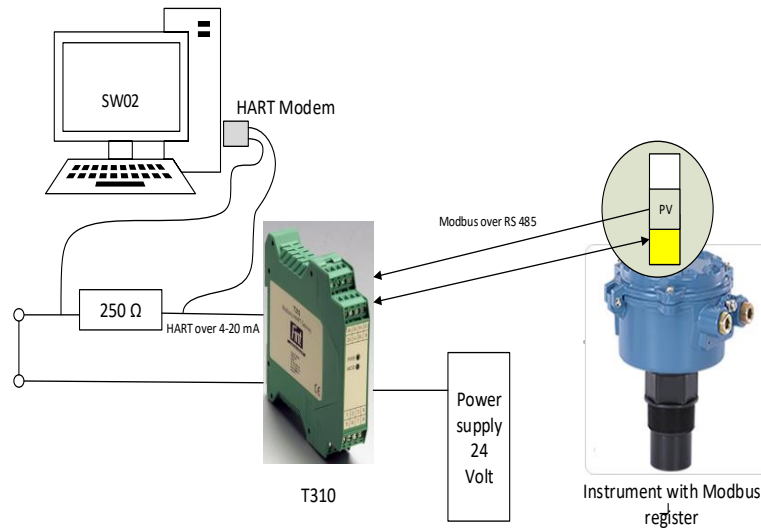 SW02
HART Modem
Modbus over RS 485
PV
250 Ω
HART over 4-20 mA
Power
supply
24
Volt
T310
Instrument with Modbus
register